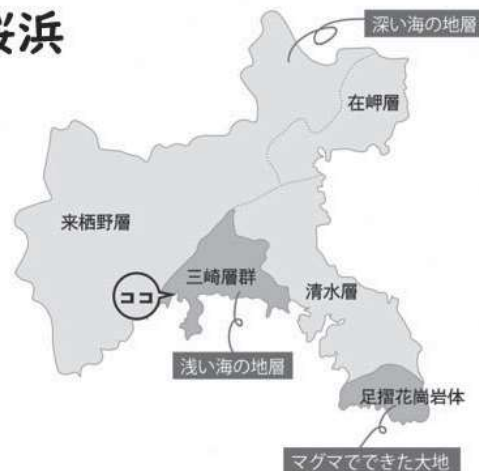 桜浜
深い海の地層
在岬層
来栖野層
三崎層群
ココ
清水層
浅い海の地層
足摺花崗岩体
マグマでできた大地